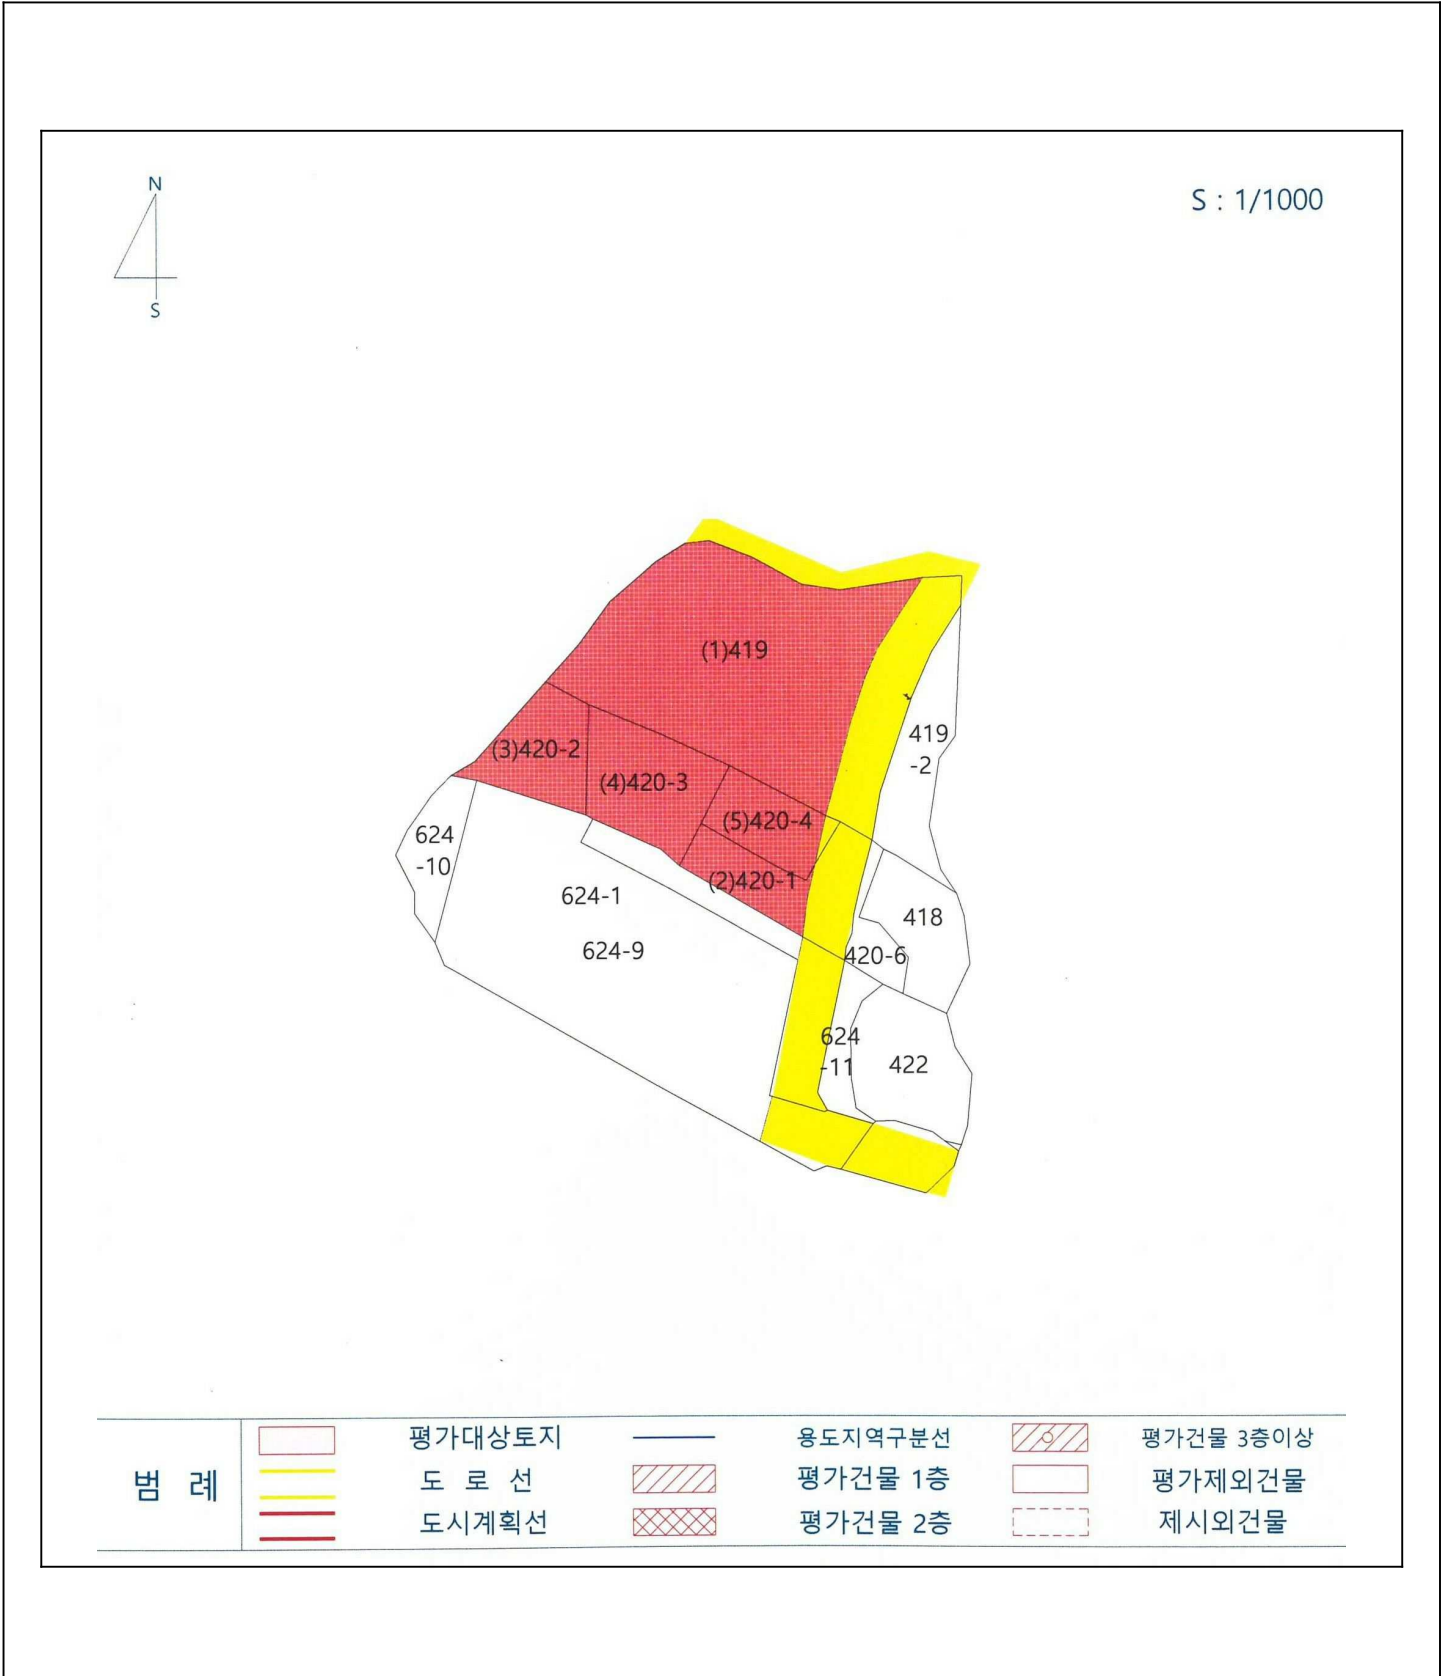 N
S : 1/1000
S
(1)419
419
-2
(3)420-2
(4)420-3
(5)420-4
624
-10
(2)420-1
624-1
418
624-9
420-6
624
-11
422
범 례
평가대상토지
용도지역구분선
평가건물 3층이상
도 로 선
평가건물 1층
평가제외건물
도시계획선
평가건물 2층
제시외건물